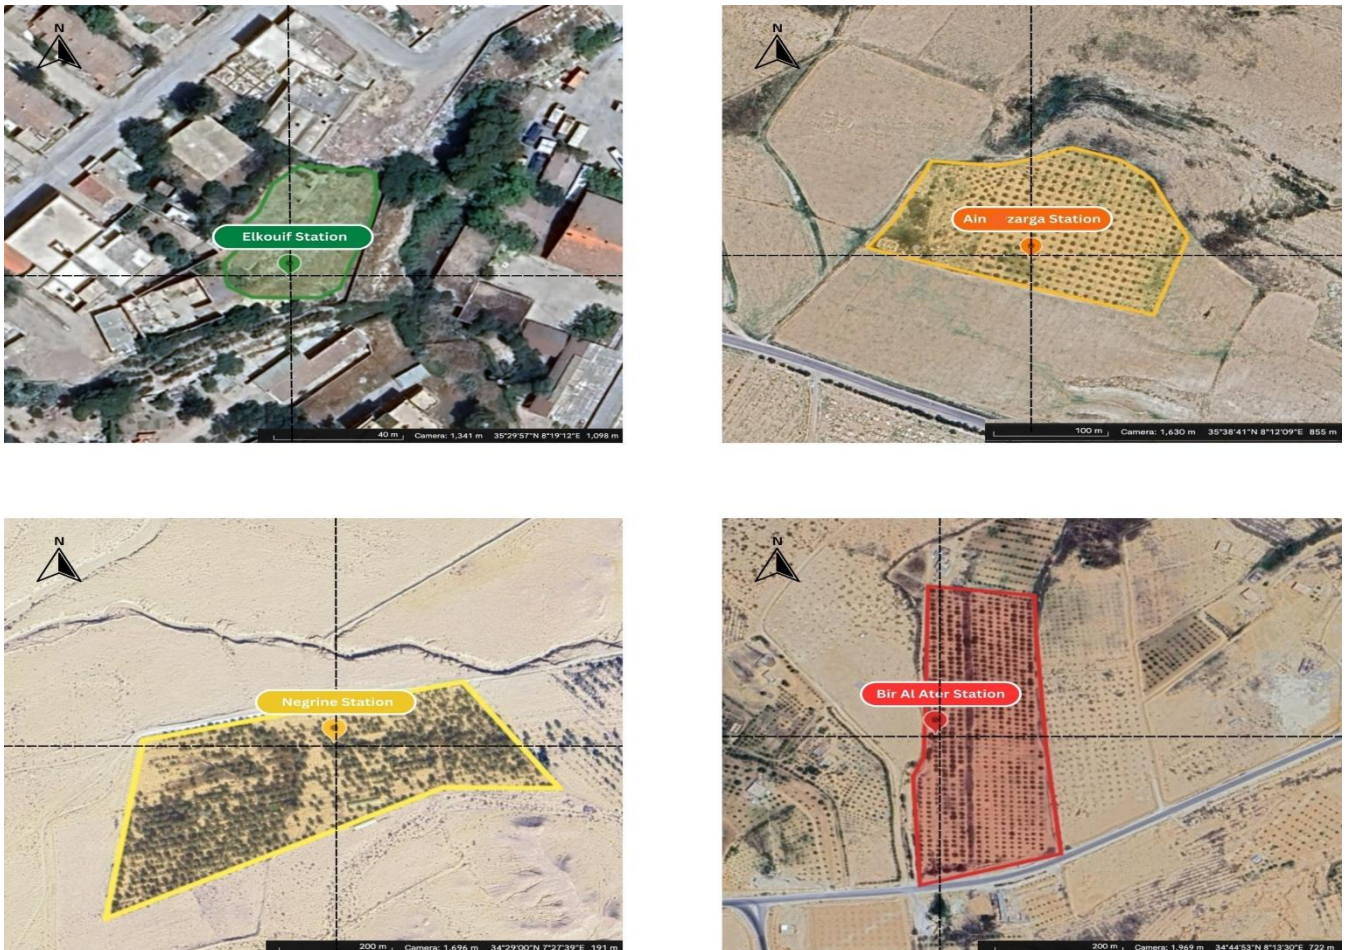 N
Elkouif Station
40 m Camera: 1,341 m 35°29'57"N 8°19'12"E 1,098 m
N
Ain zarga Station
100 m Camera: 1,630 m 35°38'41"N 8°12'09"E 855 m
N
Negrine Station
200 m Camera: 1,696 m 34°29'00"N 7°27'39"E 191 m
N
Bir Al Ater Station
200 m Camera: 1,969 m 34°44'53"N 8°13'30"E 722 m